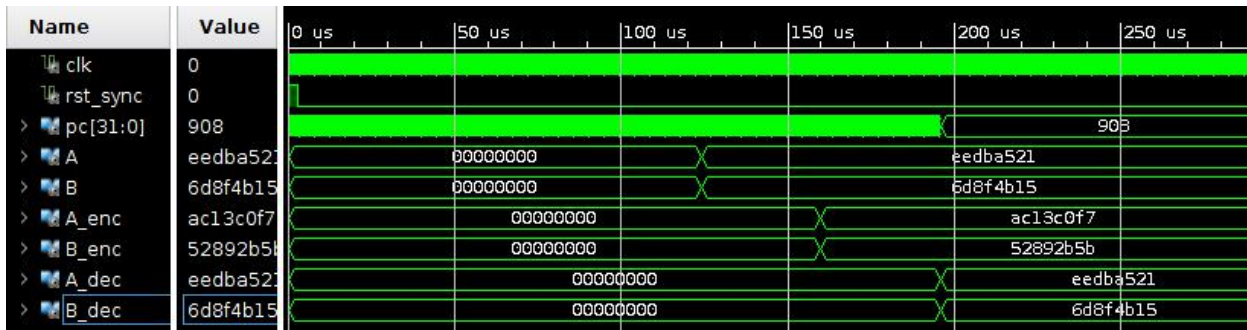 Name Value 0 us 50 us 100 us 150 us 200 us 250 us
clk 0
rst_sync 0
pc[31:0] 908 908
A eedba521 00000000 eedba521
B 6d8f4b15 00000000 6d8f4b15
A_enc ac13c0f7 00000000 ac13c0f7
B_enc 52892b5b 00000000 52892b5b
A_dec eedba521 00000000 eedba521
B_dec 6d8f4b15 00000000 6d8f4b15